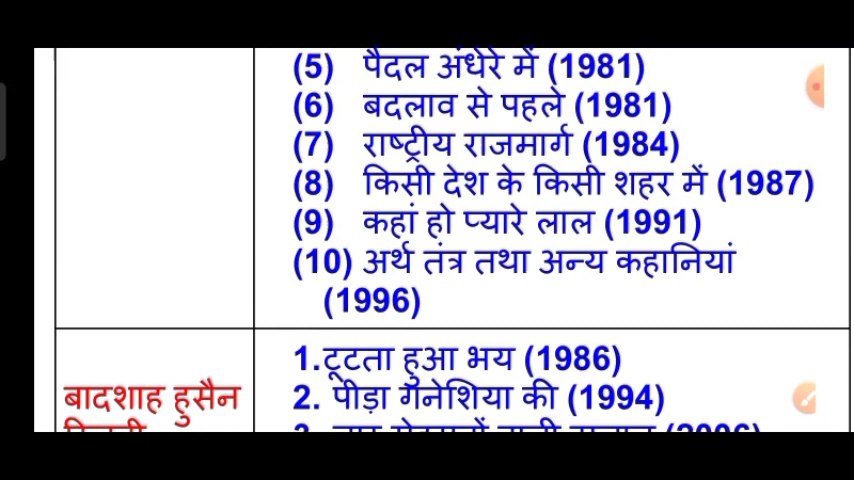 (5) पैदल अंधेरे में (1981)
(6) बदलाव से पहले (1981)
(7) राष्ट्रीय राजमार्ग (1984)
(8) किसी देश के किसी शहर में (1987)
(9) कहां हो प्यारे लाल (1991)
(10) अर्थ तंत्र तथा अन्य कहानियां
(1996)
1.टूटता हुआ भय (1986)
बादशाह हुसैन
2. पीड़ा गनेशिया की (1994)